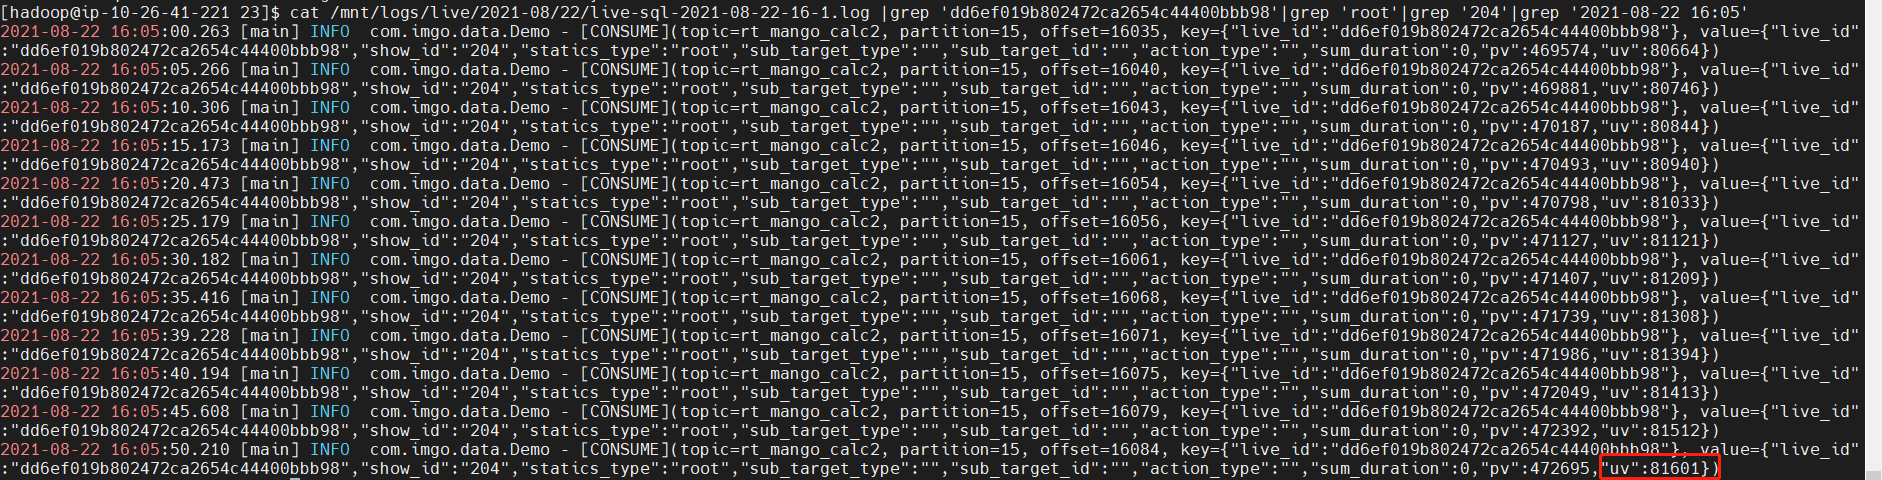 [hadoop@ip-10-26-41-221 23]$ cat /mnt/logs/live/2021-08/22/live-sql-2021-08-22-16-1.log |grep 'dd6ef019b802472ca2654c44400bbb98'|grep 'root'|grep '204'|grep '2021-08-22 16:05'
2021-08-22 16:05:00.263 [main] INFO  com.imgo.data.Demo - [CONSUME](topic=rt_mango_calc2, partition=15, offset=16035, key={"live_id":"dd6ef019b802472ca2654c44400bbb98"}, value={"live_id"
:"dd6ef019b802472ca2654c44400bbb98","show_id":"204","statics_type":"root","sub_target_type":"","sub_target_id":"","action_type":"","sum_duration":0,"pv":469574,"uv":80664})
2021-08-22 16:05:05.266 [main] INFO  com.imgo.data.Demo - [CONSUME](topic=rt_mango_calc2, partition=15, offset=16040, key={"live_id":"dd6ef019b802472ca2654c44400bbb98"}, value={"live_id"
:"dd6ef019b802472ca2654c44400bbb98","show_id":"204","statics_type":"root","sub_target_type":"","sub_target_id":"","action_type":"","sum_duration":0,"pv":469881,"uv":80746})
2021-08-22 16:05:10.306 [main] INFO  com.imgo.data.Demo - [CONSUME](topic=rt_mango_calc2, partition=15, offset=16043, key={"live_id":"dd6ef019b802472ca2654c44400bbb98"}, value={"live_id"
:"dd6ef019b802472ca2654c44400bbb98","show_id":"204","statics_type":"root","sub_target_type":"","sub_target_id":"","action_type":"","sum_duration":0,"pv":470187,"uv":80844})
2021-08-22 16:05:15.173 [main] INFO  com.imgo.data.Demo - [CONSUME](topic=rt_mango_calc2, partition=15, offset=16046, key={"live_id":"dd6ef019b802472ca2654c44400bbb98"}, value={"live_id"
:"dd6ef019b802472ca2654c44400bbb98","show_id":"204","statics_type":"root","sub_target_type":"","sub_target_id":"","action_type":"","sum_duration":0,"pv":470493,"uv":80940})
2021-08-22 16:05:20.473 [main] INFO  com.imgo.data.Demo - [CONSUME](topic=rt_mango_calc2, partition=15, offset=16054, key={"live_id":"dd6ef019b802472ca2654c44400bbb98"}, value={"live_id"
:"dd6ef019b802472ca2654c44400bbb98","show_id":"204","statics_type":"root","sub_target_type":"","sub_target_id":"","action_type":"","sum_duration":0,"pv":470798,"uv":81033})
2021-08-22 16:05:25.179 [main] INFO  com.imgo.data.Demo - [CONSUME](topic=rt_mango_calc2, partition=15, offset=16056, key={"live_id":"dd6ef019b802472ca2654c44400bbb98"}, value={"live_id"
:"dd6ef019b802472ca2654c44400bbb98","show_id":"204","statics_type":"root","sub_target_type":"","sub_target_id":"","action_type":"","sum_duration":0,"pv":471127,"uv":81121})
2021-08-22 16:05:30.182 [main] INFO  com.imgo.data.Demo - [CONSUME](topic=rt_mango_calc2, partition=15, offset=16061, key={"live_id":"dd6ef019b802472ca2654c44400bbb98"}, value={"live_id"
:"dd6ef019b802472ca2654c44400bbb98","show_id":"204","statics_type":"root","sub_target_type":"","sub_target_id":"","action_type":"","sum_duration":0,"pv":471407,"uv":81209})
2021-08-22 16:05:35.416 [main] INFO  com.imgo.data.Demo - [CONSUME](topic=rt_mango_calc2, partition=15, offset=16068, key={"live_id":"dd6ef019b802472ca2654c44400bbb98"}, value={"live_id"
:"dd6ef019b802472ca2654c44400bbb98","show_id":"204","statics_type":"root","sub_target_type":"","sub_target_id":"","action_type":"","sum_duration":0,"pv":471739,"uv":81308})
2021-08-22 16:05:39.228 [main] INFO  com.imgo.data.Demo - [CONSUME](topic=rt_mango_calc2, partition=15, offset=16071, key={"live_id":"dd6ef019b802472ca2654c44400bbb98"}, value={"live_id"
:"dd6ef019b802472ca2654c44400bbb98","show_id":"204","statics_type":"root","sub_target_type":"","sub_target_id":"","action_type":"","sum_duration":0,"pv":471986,"uv":81394})
2021-08-22 16:05:40.194 [main] INFO  com.imgo.data.Demo - [CONSUME](topic=rt_mango_calc2, partition=15, offset=16075, key={"live_id":"dd6ef019b802472ca2654c44400bbb98"}, value={"live_id"
:"dd6ef019b802472ca2654c44400bbb98","show_id":"204","statics_type":"root","sub_target_type":"","sub_target_id":"","action_type":"","sum_duration":0,"pv":472049,"uv":81413})
2021-08-22 16:05:45.608 [main] INFO  com.imgo.data.Demo - [CONSUME](topic=rt_mango_calc2, partition=15, offset=16079, key={"live_id":"dd6ef019b802472ca2654c44400bbb98"}, value={"live_id"
:"dd6ef019b802472ca2654c44400bbb98","show_id":"204","statics_type":"root","sub_target_type":"","sub_target_id":"","action_type":"","sum_duration":0,"pv":472392,"uv":81512})
2021-08-22 16:05:50.210 [main] INFO  com.imgo.data.Demo - [CONSUME](topic=rt_mango_calc2, partition=15, offset=16084, key={"live_id":"dd6ef019b802472ca2654c44400bbb98"}, value={"live_id"
:"dd6ef019b802472ca2654c44400bbb98","show_id":"204","statics_type":"root","sub_target_type":"","sub_target_id":"","action_type":"","sum_duration":0,"pv":472695,"uv":81601})